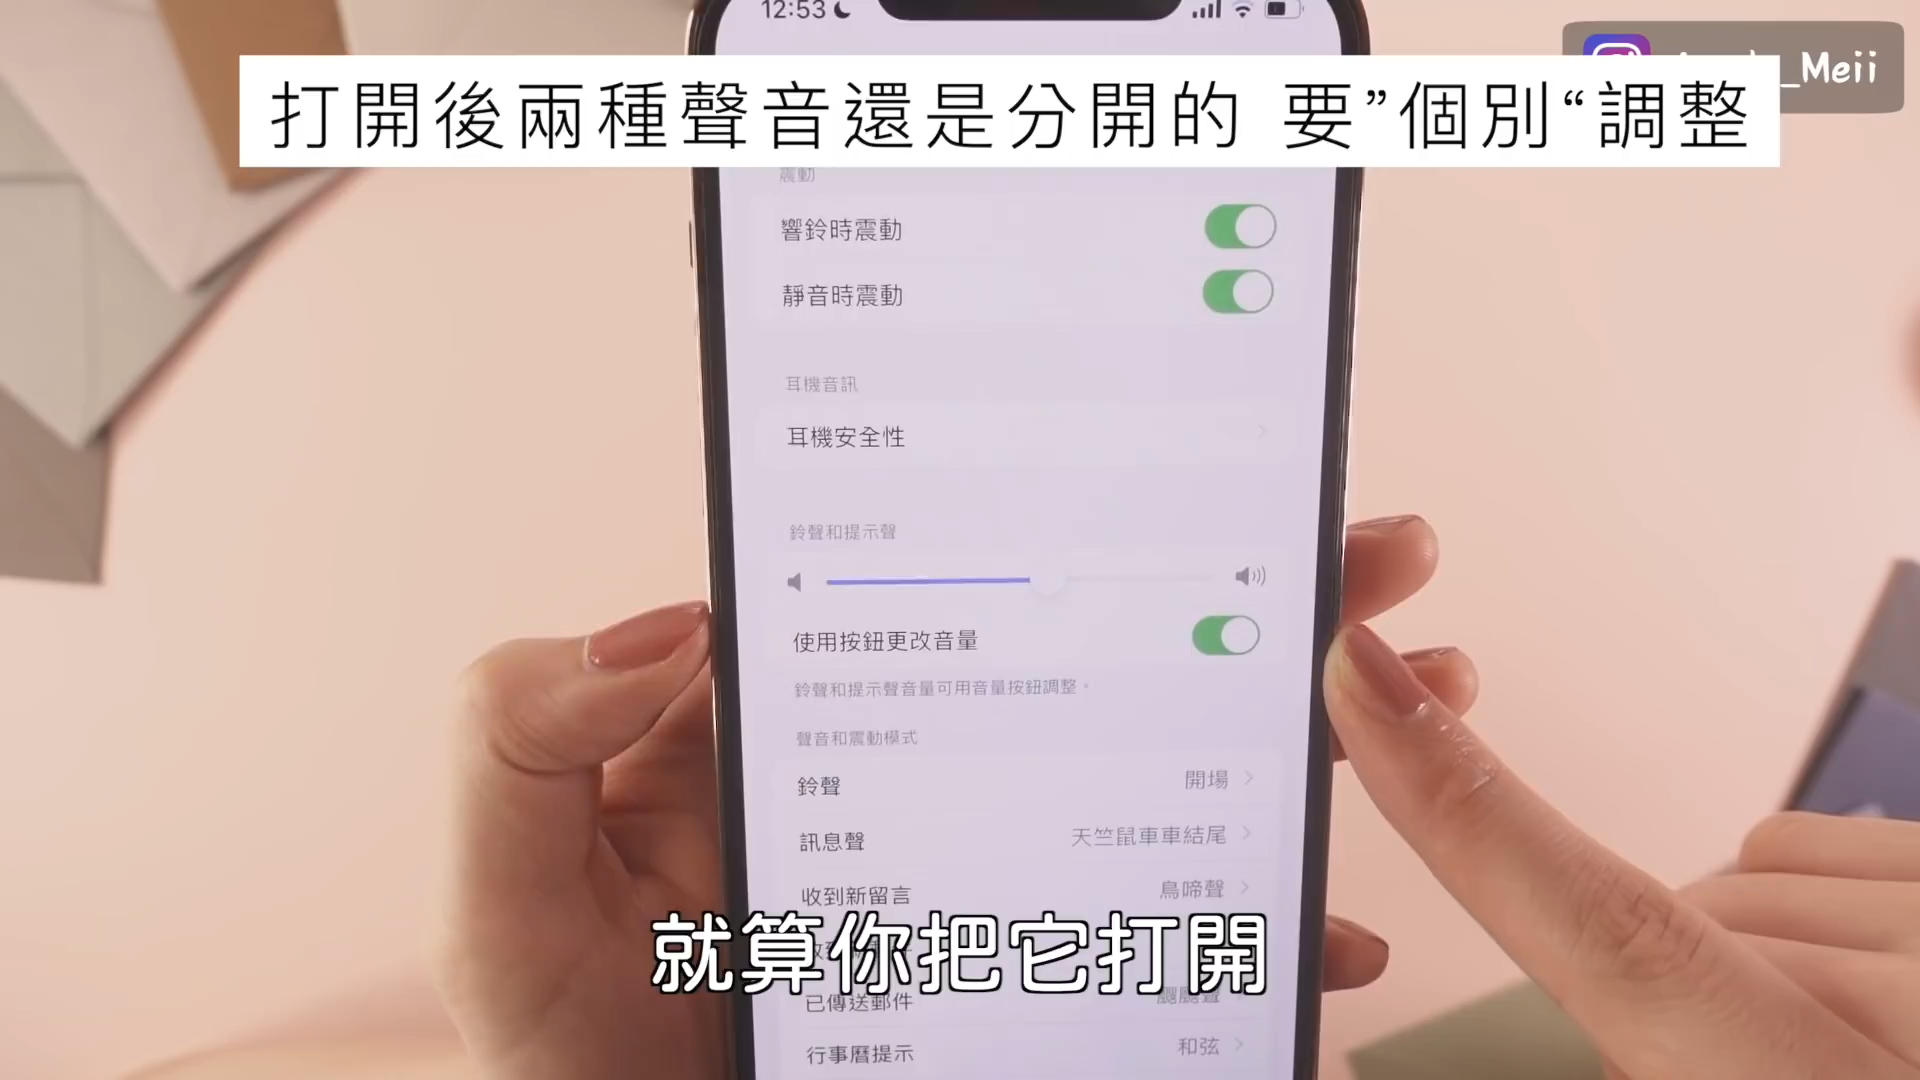 12:53
_Meii
打開後兩種聲音還是分開的 要”個別“調整
震動
響鈴時震動
靜音時震動
耳機音訊
耳機安全性
鈴聲和提示聲
使用按鈕更改音量
鈴聲和提示聲音量可用音量按鈕調整。
聲音和震動模式
鈴聲 開場
訊息聲 天竺鼠車車結尾
收到新留言 鳥啼聲
就算你把它打開
已傳送郵件
行事曆提示 和弦